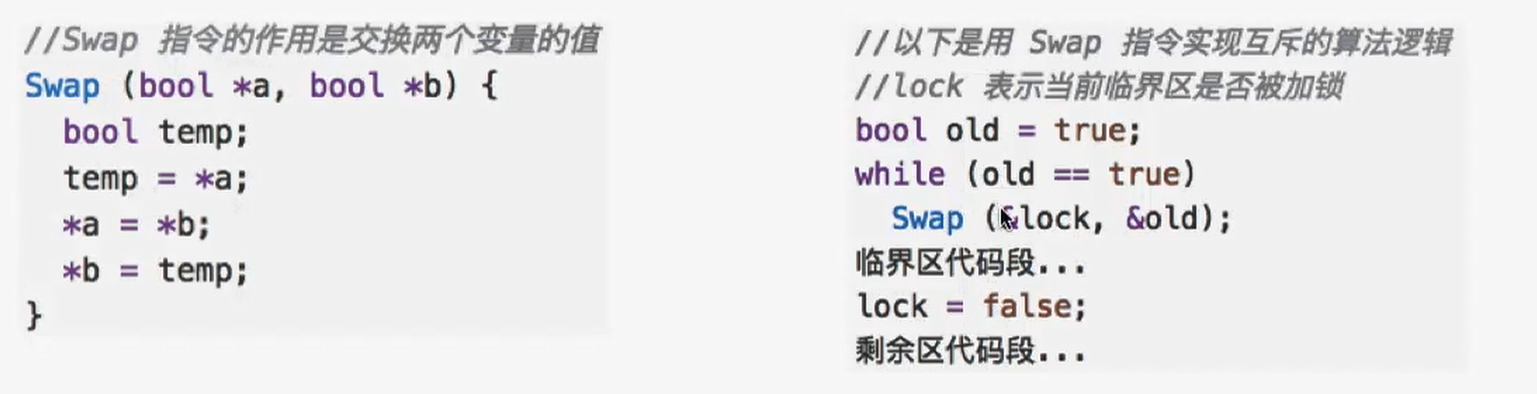 //Swap 指令的作用是交换两个变量的值
Swap (bool *a, bool *b) {
  bool temp;
  temp = *a;
  *a = *b;
  *b = temp;
}
//以下是用 Swap 指令实现互斥的算法逻辑
//lock 表示当前临界区是否被加锁
bool old = true;
while (old == true)
  Swap (&lock, &old);
临界区代码段...
lock = false;
剩余区代码段...